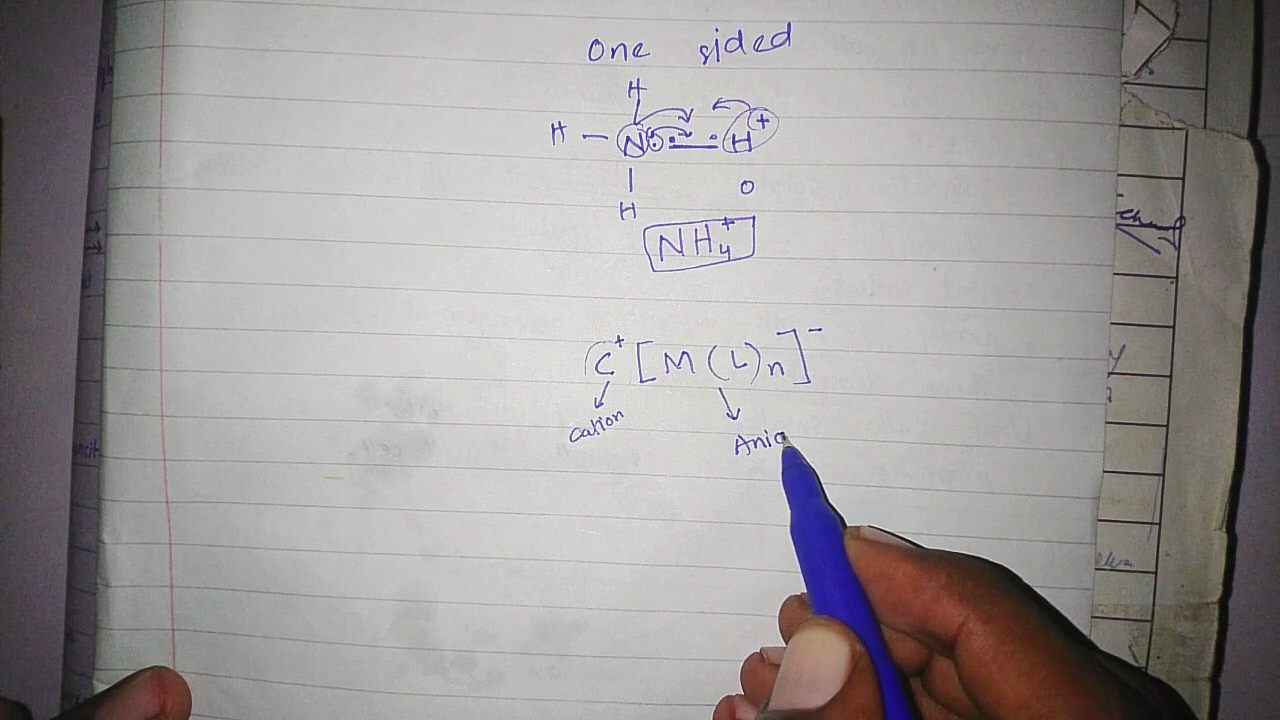 One sided
H
H — N : — H +
H O
NH4+
C+ [M(L)n]-
Cation
Anio